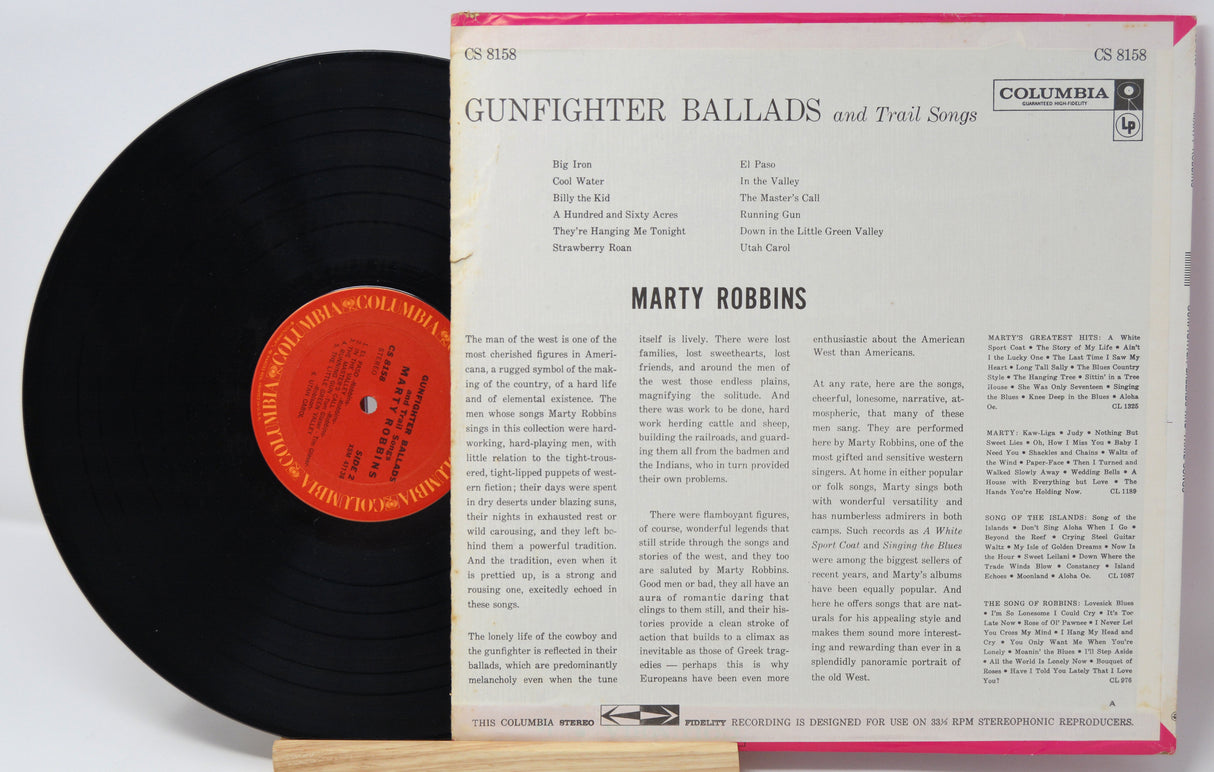 CS 8158
CS 8158
COLUMBIA
GUARANTEED HIGH-FIDELITY
Lp
GUNFIGHTER BALLADS and Trail Songs
Big Iron
Cool Water
Billy the Kid
A Hundred and Sixty Acres
They're Hanging Me Tonight
Strawberry Roan
El Paso
In the Valley
The Master's Call
Running Gun
Down in the Little Green Valley
Utah Carol
MARTY ROBBINS
The man of the west is one of the
most cherished figures in Ameri-
cana, a rugged symbol of the mak-
ing of the country, of a hard life
and of elemental existence. The
men whose songs Marty Robbins
sings in this collection were hard-
working, hard-playing men, with
little relation to the tight-trous-
ered, tight-lipped puppets of west-
ern fiction; their days were spent
in dry deserts under blazing suns,
their nights in exhausted rest or
wild carousing, and they left be-
hind them a powerful tradition.
And the tradition, even when it
is prettied up, is a strong and
rousing one, excitedly echoed in
these songs.
The lonely life of the cowboy and
the gunfighter is reflected in their
ballads, which are predominantly
melancholy even when the tune
itself is lively. There were lost
families, lost sweethearts, lost
friends, and around the men of
the west those endless plains,
magnifying the solitude. And
there was work to be done, hard
work herding cattle and sheep,
building the railroads, and guard-
ing them all from the badmen and
the Indians, who in turn provided
their own problems.
There were flamboyant figures,
of course, wonderful legends that
still stride through the songs and
stories of the west, and they too
are saluted by Marty Robbins.
Good men or bad, they all have an
aura of romantic daring that
clings to them still, and their his-
tories provide a clean stroke of
action that builds to a climax as
inevitable as those of Greek trag-
edies — perhaps this is why
Europeans have been even more
enthusiastic about the American
West than Americans.
At any rate, here are the songs,
cheerful, lonesome, narrative, at-
mospheric, that many of these
men sang. They are performed
here by Marty Robbins, one of the
most gifted and sensitive western
singers. At home in either popular
or folk songs, Marty sings both
with wonderful versatility and
has numberless admirers in both
camps. Such records as A White
Sport Coat and Singing the Blues
were among the biggest sellers of
recent years, and Marty's albums
have been equally popular. And
here he offers songs that are nat-
urals for his appealing style and
makes them sound more interest-
ing and rewarding than ever in a
splendidly panoramic portrait of
the old West.
MARTY'S GREATEST HITS: A White
Sport Coat • The Story of My Life • Ain't
I the Lucky One • The Last Time I Saw My
Heart • Long Tall Sally • The Blues Country
Style • The Hanging Tree • Sittin' in a Tree
House • She Was Only Seventeen • Singing
the Blues • Knee Deep in the Blues • Aloha
Oe. CL 1325
MARTY: Kaw-Liga • Judy • Nothing But
Sweet Lies • Oh, How I Miss You • Baby I
Need You • Shackles and Chains • Waltz of
the Wind • Paper-Face • Then I Turned and
Walked Slowly Away • Wedding Bells • A
House with Everything but Love • The
Hands You're Holding Now. CL 1189
SONG OF THE ISLANDS: Song of the
Islands • Don't Sing Aloha When I Go •
Beyond the Reef • Crying Steel Guitar
Waltz • My Isle of Golden Dreams • Now Is
the Hour • Sweet Leilani • Down Where the
Trade Winds Blow • Constancy • Island
Echoes • Moonland • Aloha Oe. CL 1087
THE SONG OF ROBBINS: Lovesick Blues
• I'm So Lonesome I Could Cry • It's Too
Late Now • Rose of Ol' Pawnee • I Never Let
You Cross My Mind • I Hang My Head and
Cry • You Only Want Me When You're
Lonely • Moanin' the Blues • I'll Step Aside
• All the World Is Lonely Now • Bouquet of
Roses • Have I Told You Lately That I Love
You? CL 976
A
THIS COLUMBIA STEREO FIDELITY RECORDING IS DESIGNED FOR USE ON 33⅓ RPM STEREOPHONIC REPRODUCERS.
COLUMBIA COLUMBIA COLUMBIA COLUMBIA COLUMBIA
GUNFIGHTER BALLADS
and Trail Songs
MARTY ROBBINS
CS 8158
STEREO
SIDE 2